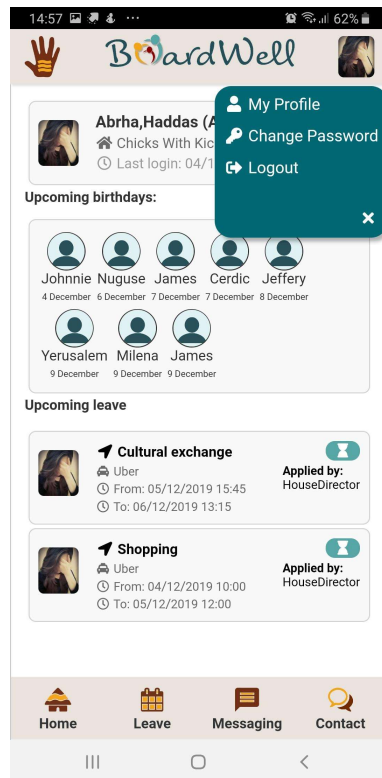 14:57 62%
BoardWell
My Profile
Change Password
Logout
Abrha,Haddas (A
Chicks With Kic
Last login: 04/1
Upcoming birthdays:
Johnnie Nuguse James Cerdic Jeffery
4 December 6 December 7 December 7 December 8 December
Yerusalem Milena James
9 December 9 December 9 December
Upcoming leave
Cultural exchange
Uber
Applied by:
From: 05/12/2019 15:45
HouseDirector
To: 06/12/2019 13:15
Shopping
Uber
Applied by:
From: 04/12/2019 10:00
HouseDirector
To: 05/12/2019 12:00
Home Leave Messaging Contact